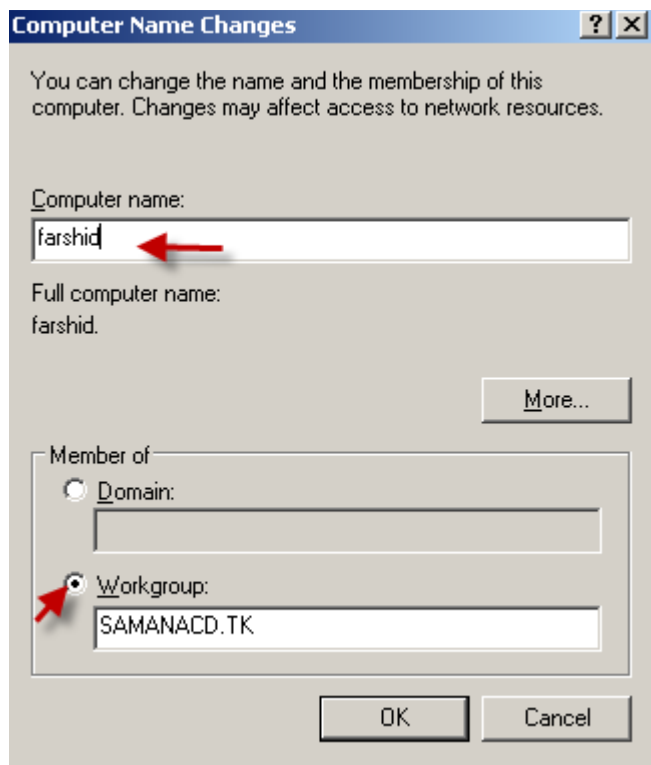 Computer Name Changes
You can change the name and the membership of this
computer. Changes may affect access to network resources.
Computer name:
farshid
Full computer name:
farshid.
More...
Member of
Domain:
Workgroup:
SAMANACD.TK
OK Cancel